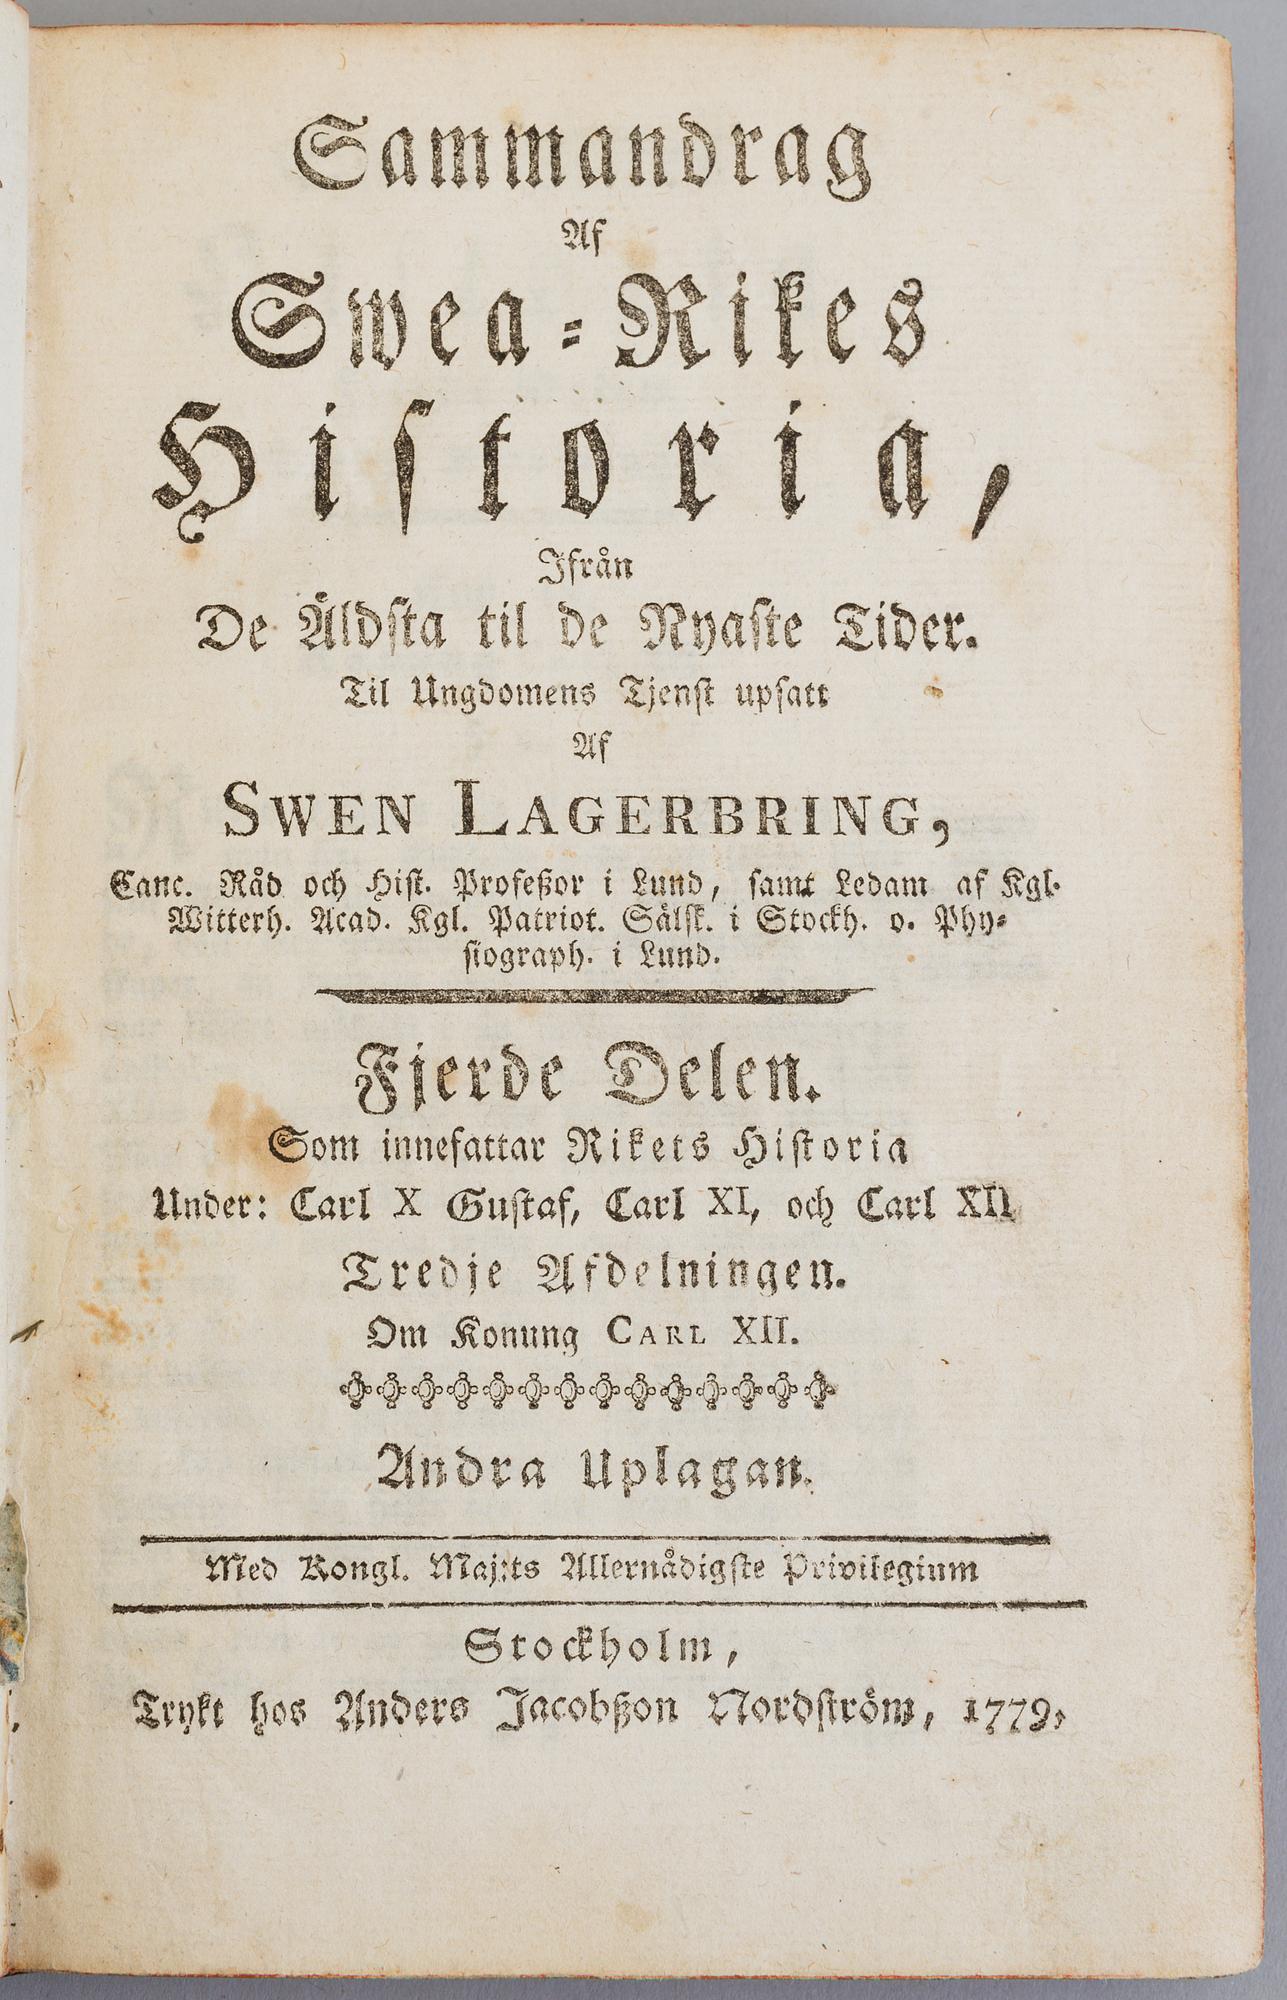 Sammandrag
Af
Swea-Rikes
Historia,
Ifrån
De Äldsta til de Nyaste Tider.
Til Ungdomens Tjenst upsatt
Af
SWEN LAGERBRING,
Canc. Råd och Hist. Profeßor i Lund, samt Ledam af Kgl.
Witterh. Acad. Kgl. Patriot. Sälsk. i Stockh. o. Phy-
siograph. i Lund.
Fjerde Delen.
Som innefattar Rikets Historia
Under: Carl X Gustaf, Carl XI, och Carl XII
Tredje Afdelningen.
Om Konung CARL XII.
Andra Uplagan.
Med Kongl. Maj:ts Allernådigste Privilegium
Stockholm,
Trykt hos Anders Jacobßon Nordström, 1779,